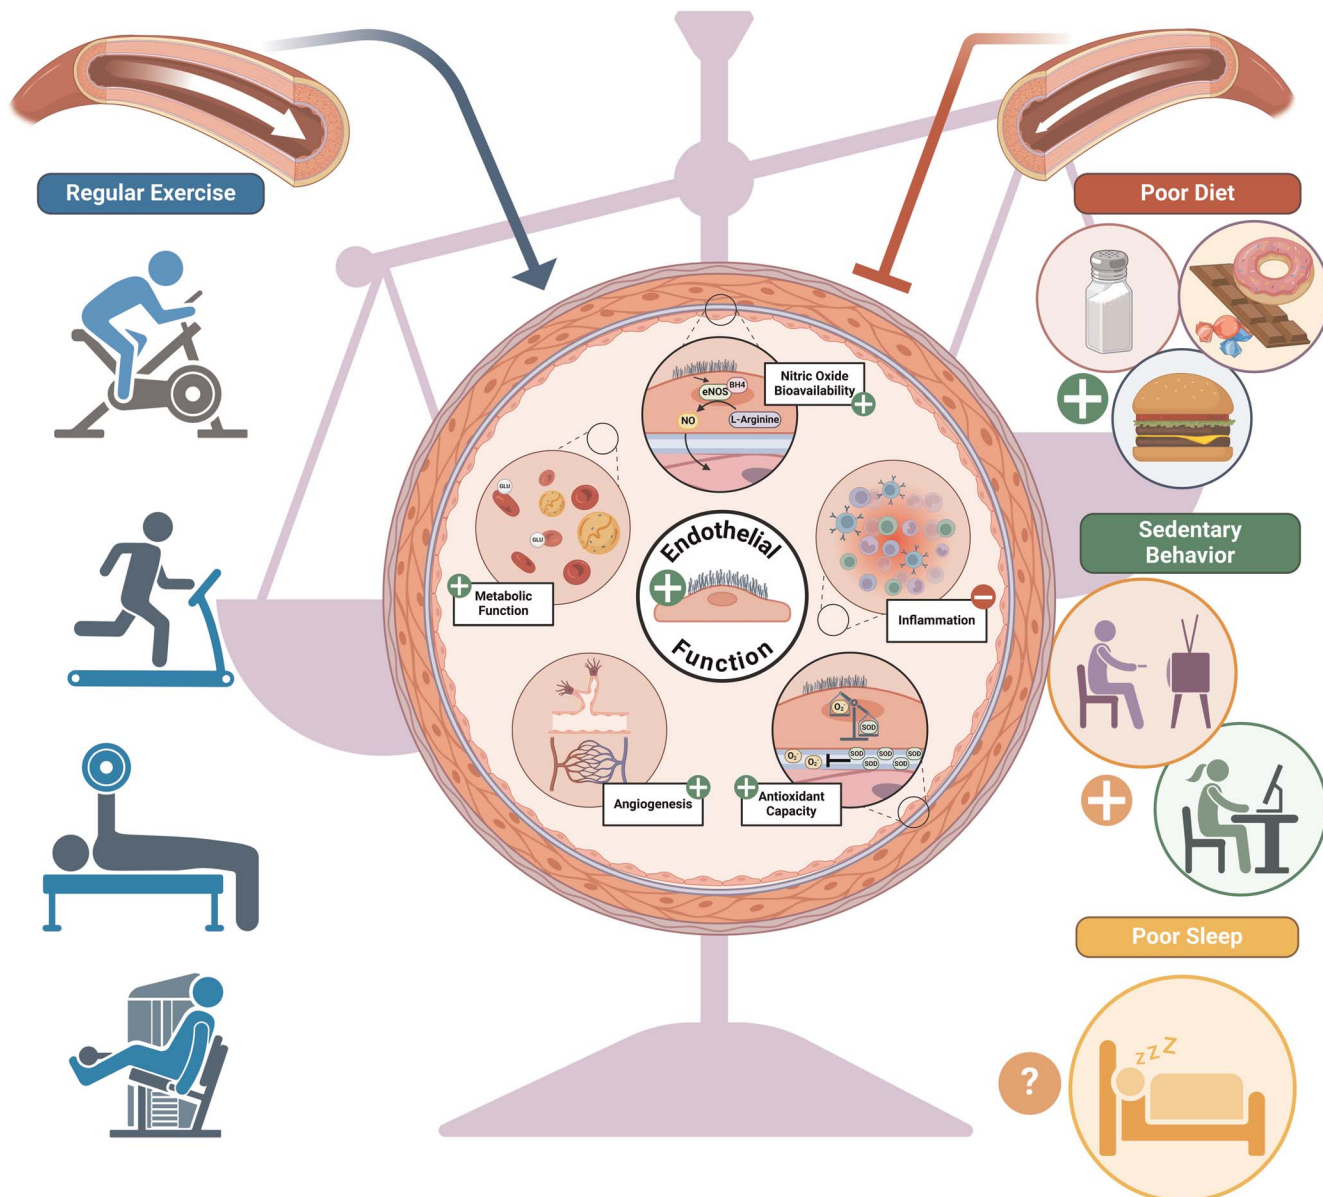 Regular Exercise
Poor Diet
Nitric Oxide
Bioavailability
eNOS
BH4
NO
L-Arginine
GLU
GLU
Metabolic
Function
Endothelial
Function
Inflammation
Sedentary
Behavior
Angiogenesis
O₂⁻
SOD
O₂⁻
O₂⁻
SOD
SOD
SOD
SOD
SOD
Antioxidant
Capacity
Poor Sleep
?
zzZ